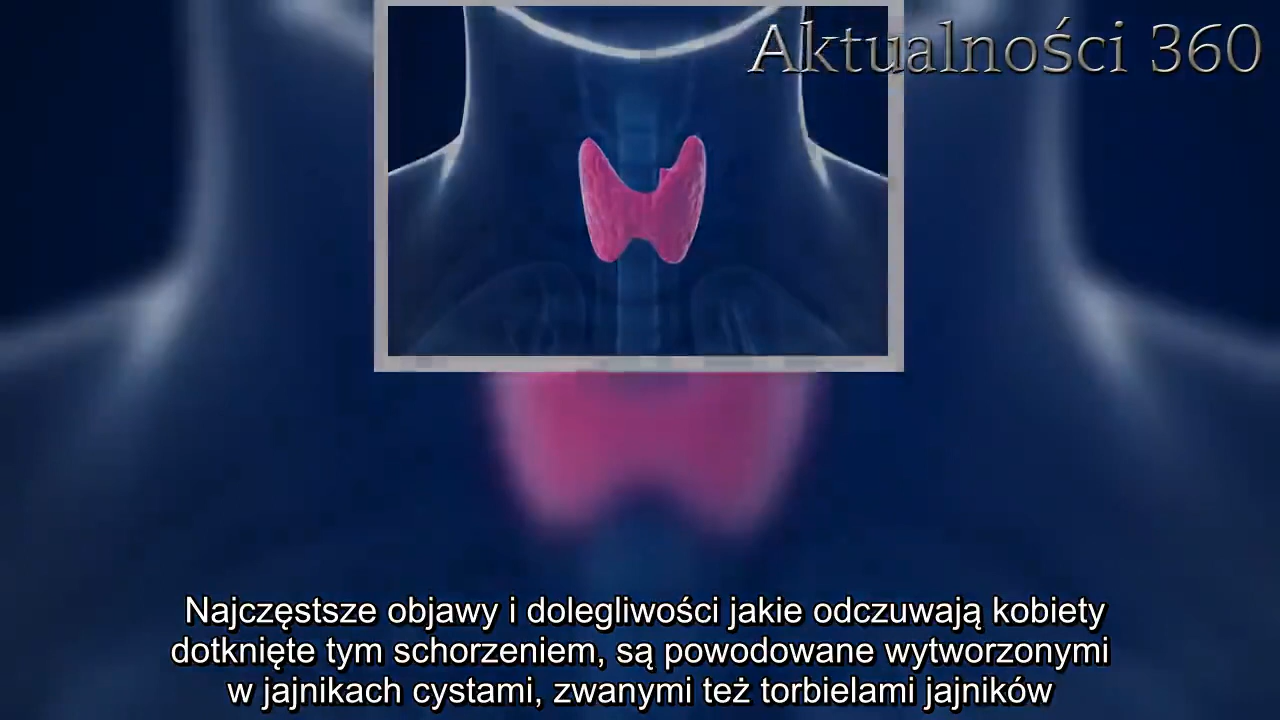 Aktualności 360
Najczęstsze objawy i dolegliwości jakie odczuwają kobiety
dotknięte tym schorzeniem, są powodowane wytworzonymi
w jajnikach cystami, zwanymi też torbielami jajników